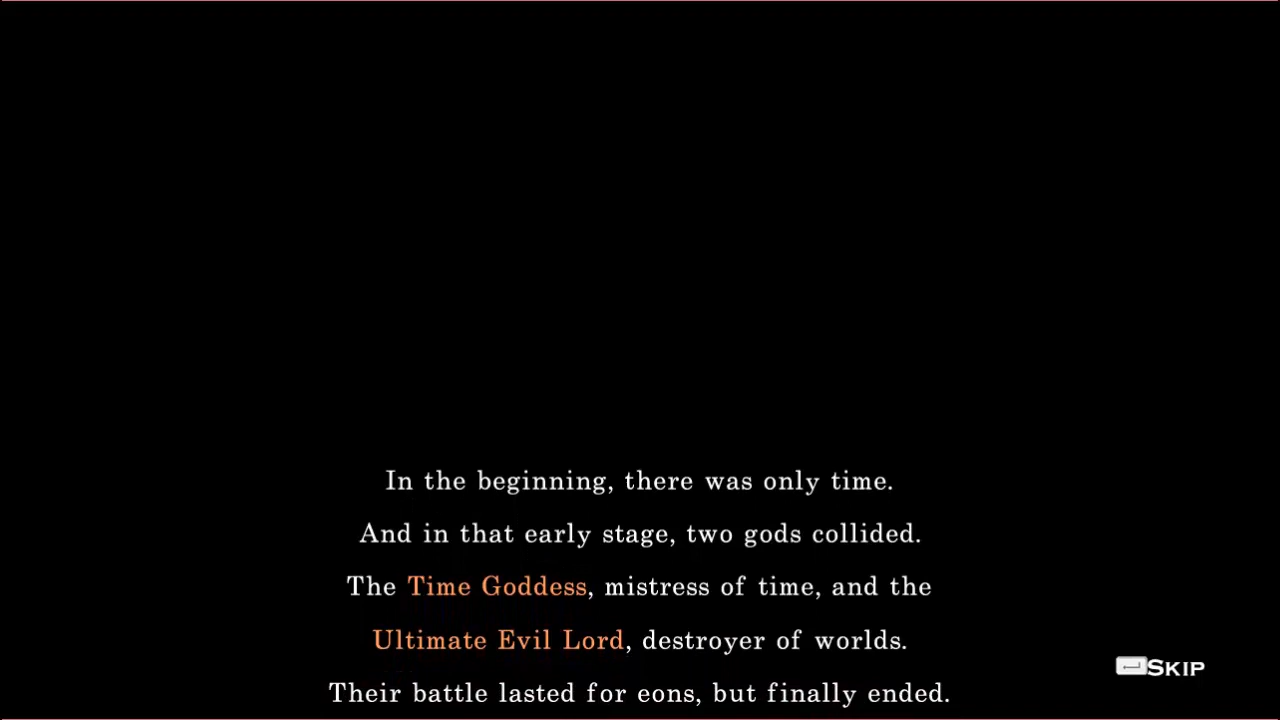 In the beginning, there was only time.
And in that early stage, two gods collided.
The Time Goddess, mistress of time, and the
Ultimate Evil Lord, destroyer of worlds.
Their battle lasted for eons, but finally ended.
SKIP